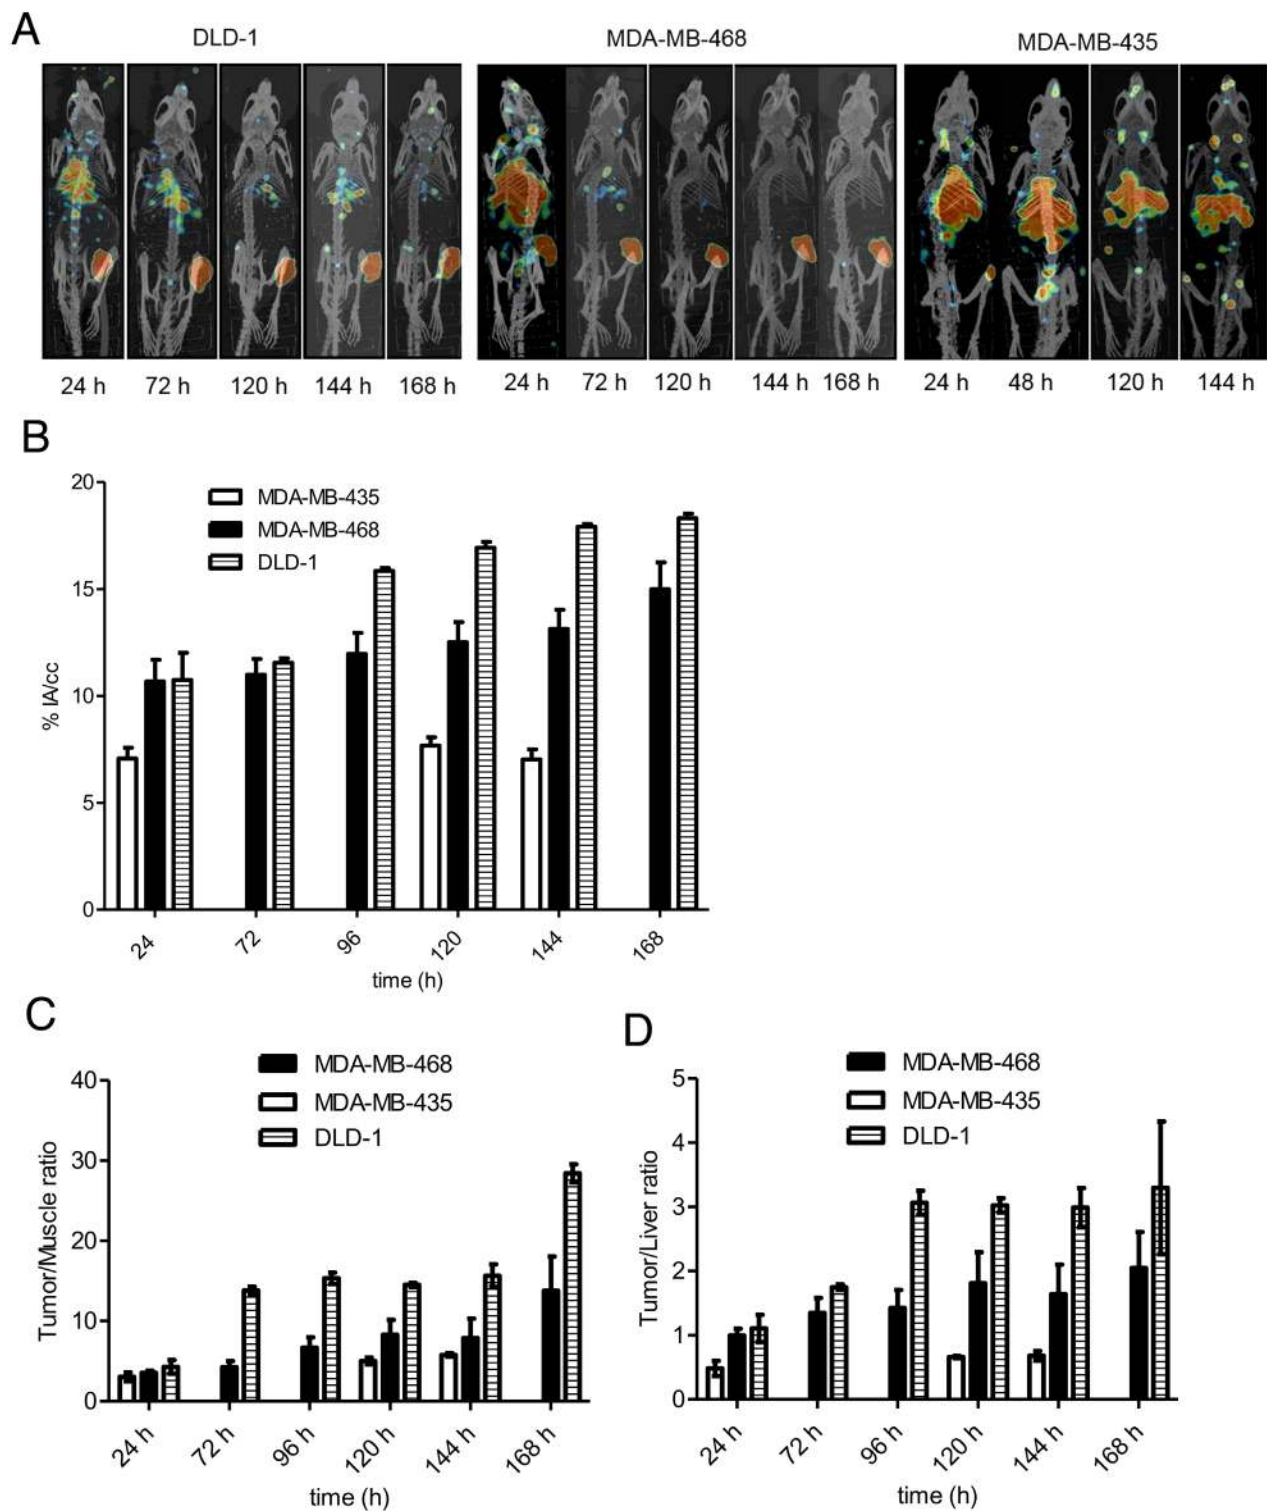 A
DLD-1
MDA-MB-468
MDA-MB-435
24 h
72 h
120 h
144 h
168 h
24 h
72 h
120 h
144 h
168 h
24 h
48 h
120 h
144 h
B
20
15
10
5
0
% IA/cc
MDA-MB-435
MDA-MB-468
DLD-1
24
72
96
120
144
168
time (h)
C
40
30
20
10
0
Tumor/Muscle ratio
MDA-MB-468
MDA-MB-435
DLD-1
24 h
72 h
96 h
120 h
144 h
168 h
time (h)
D
5
4
3
2
1
0
Tumor/Liver ratio
MDA-MB-468
MDA-MB-435
DLD-1
24 h
72 h
96 h
120 h
144 h
168 h
time (h)